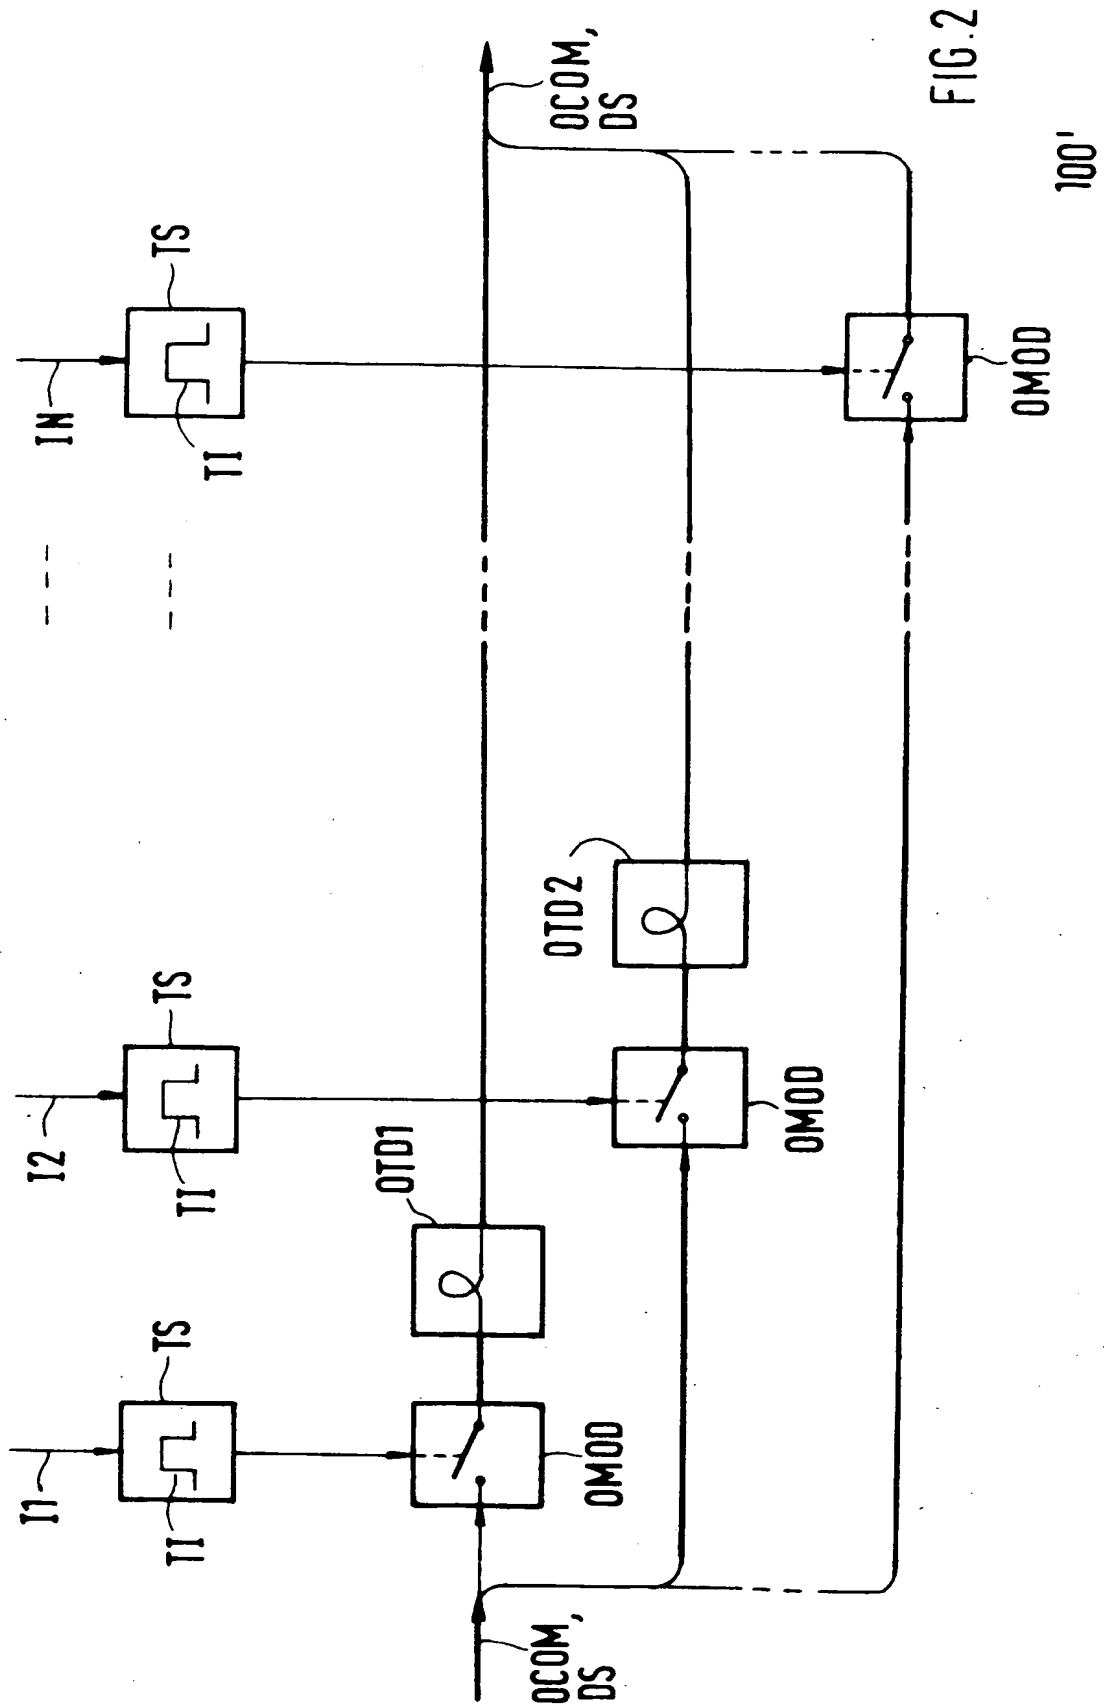 I1
I2
IN
TS
TS
TS
TI
TI
TI
OTD1
OTD2
OMOD
OMOD
OMOD
OCOM,
DS
OCOM,
DS
FIG.2
100'